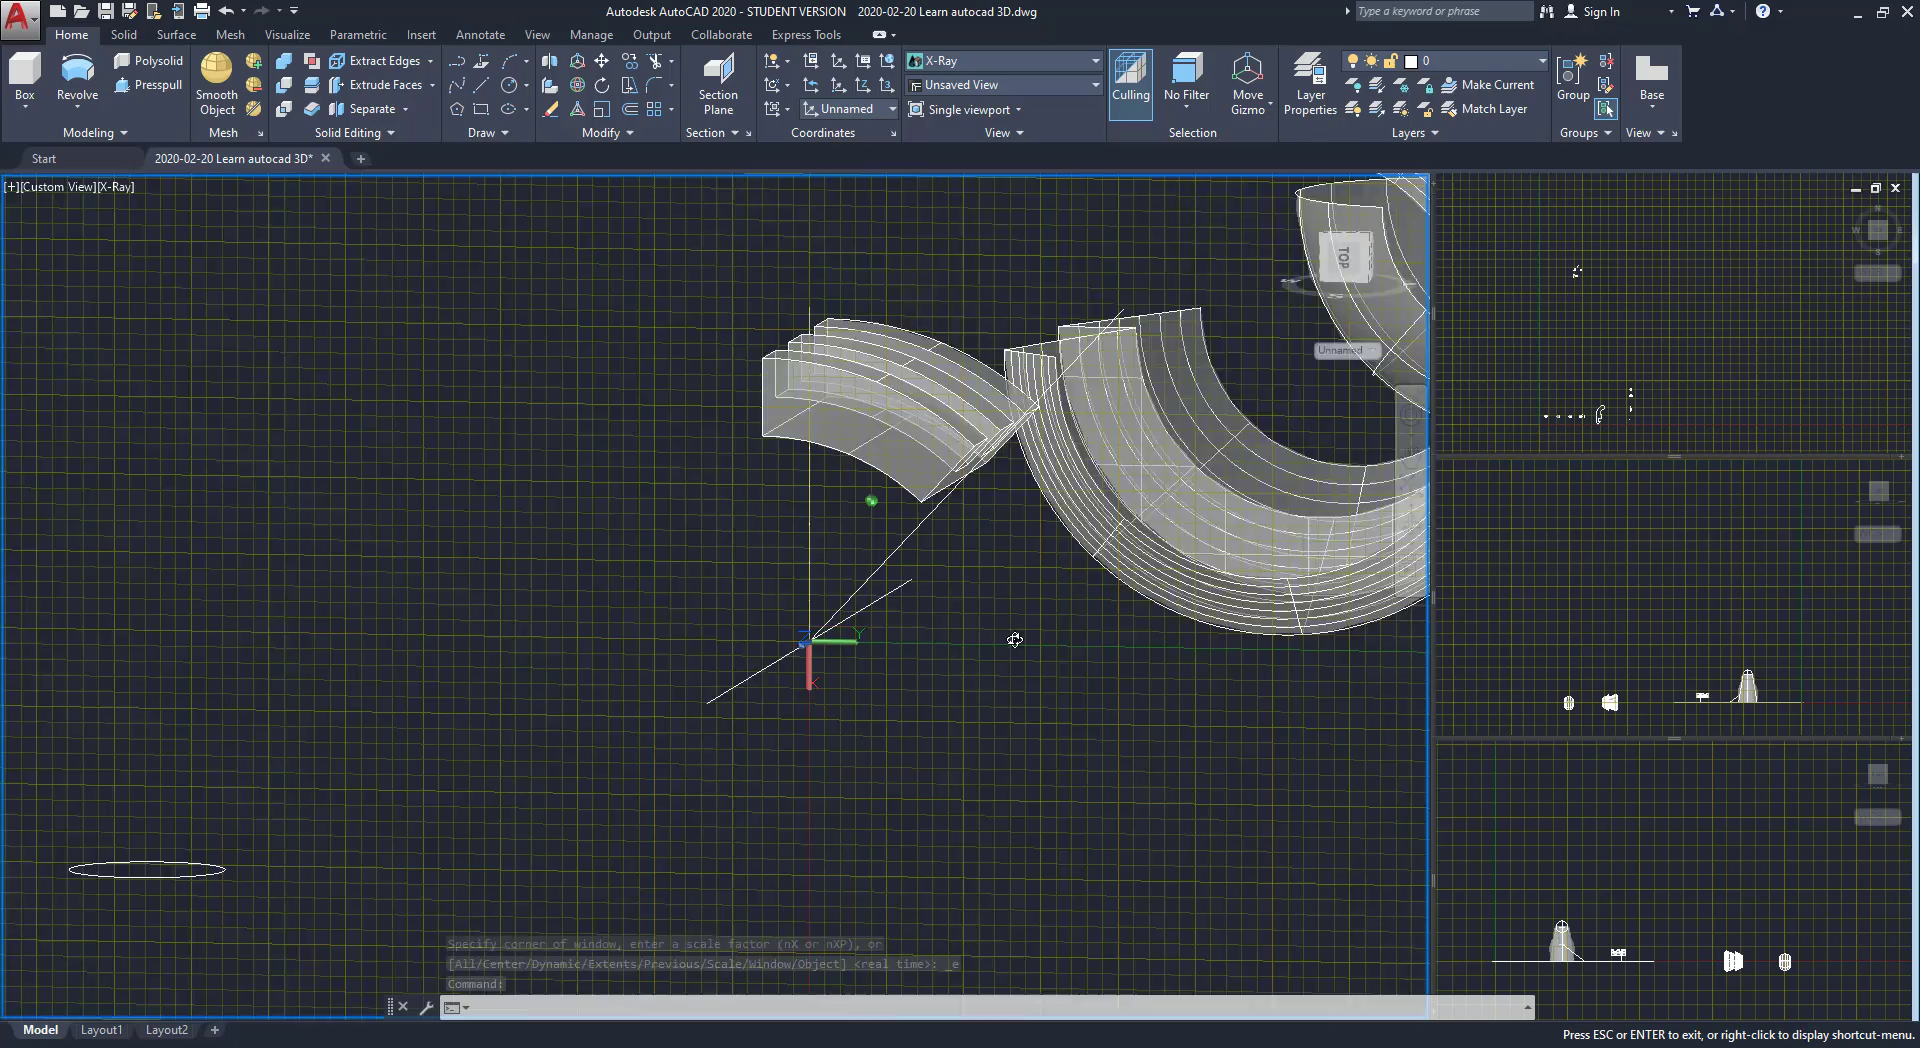 Autodesk AutoCAD 2020 - STUDENT VERSION 2020-02-20 Learn autocad 3D.dwg
Type a keyword or phrase
Sign In
Home Solid Surface Mesh Visualize Parametric Insert Annotate View Manage Output Collaborate Express Tools
Box
Revolve
Polysolid
Presspull
Modeling
Smooth
Object
Mesh
Extract Edges
Extrude Faces
Separate
Solid Editing
Draw
Modify
Section
Plane
Section
Unnamed
Coordinates
X-Ray
Unsaved View
Single viewport
View
Culling
No Filter
Move
Gizmo
Selection
Layer
Properties
0
Make Current
Match Layer
Layers
Group
Groups
Base
View
Start
2020-02-20 Learn autocad 3D*
[+][Custom View][X-Ray]
TOP
Unnamed
N
W
S
Z
Y
X
Specify corner of window, enter a scale factor (nX or nXP), or
[All/Center/Dynamic/Extents/Previous/Scale/Window/Object] <real time>: _e
Command:
Model Layout1 Layout2
Press ESC or ENTER to exit, or right-click to display shortcut-menu.